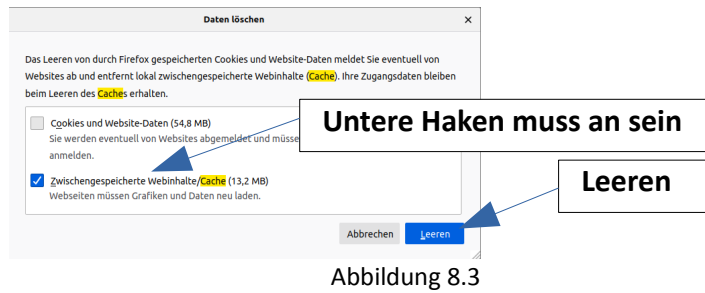 Daten löschen ×
Das Leeren von durch Firefox gespeicherten Cookies und Website-Daten meldet Sie eventuell von
Websites ab und entfernt lokal zwischengespeicherte Webinhalte (Cache). Ihre Zugangsdaten bleiben
beim Leeren des Caches erhalten.
Cookies und Website-Daten (54,8 MB)
Sie werden eventuell von Websites abgemeldet und müsse
anmelden.
Untere Haken muss an sein
Zwischengespeicherte Webinhalte/Cache (13,2 MB)
Webseiten müssen Grafiken und Daten neu laden.
Leeren
Abbrechen Leeren
Abbildung 8.3